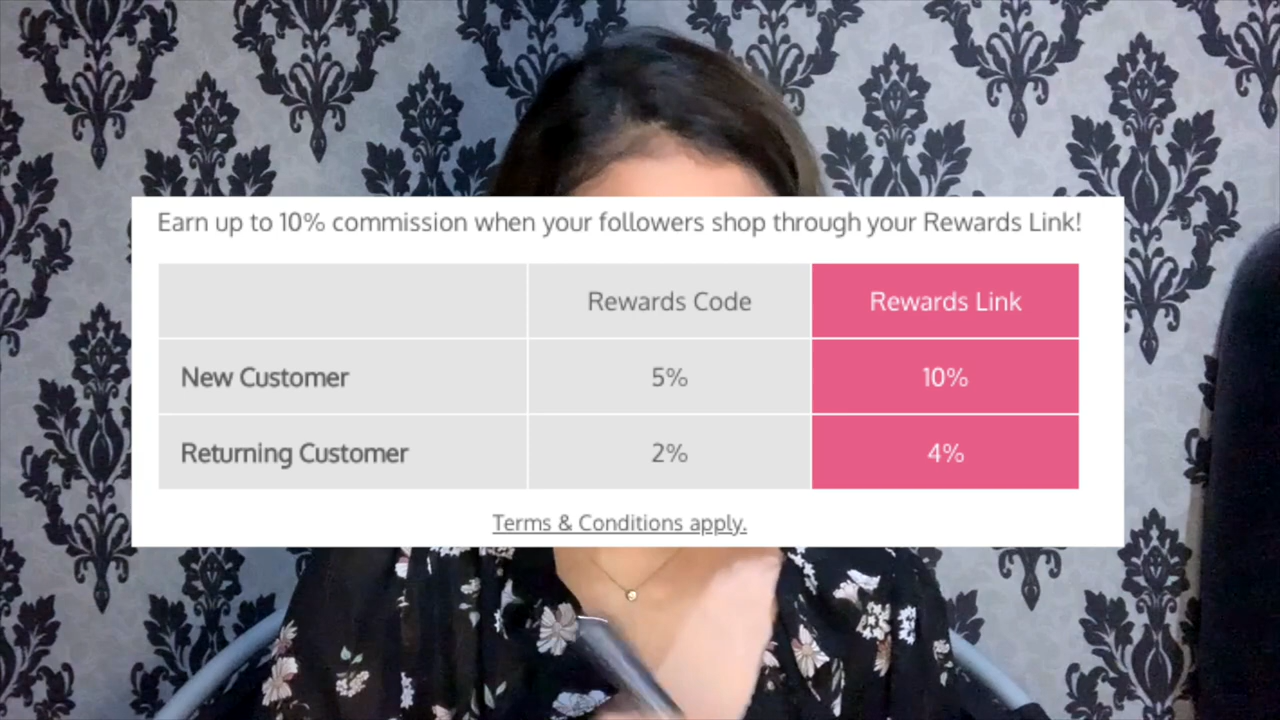 Earn up to 10% commission when your followers shop through your Rewards Link!
Rewards Code Rewards Link
New Customer 5% 10%
Returning Customer 2% 4%
Terms & Conditions apply.